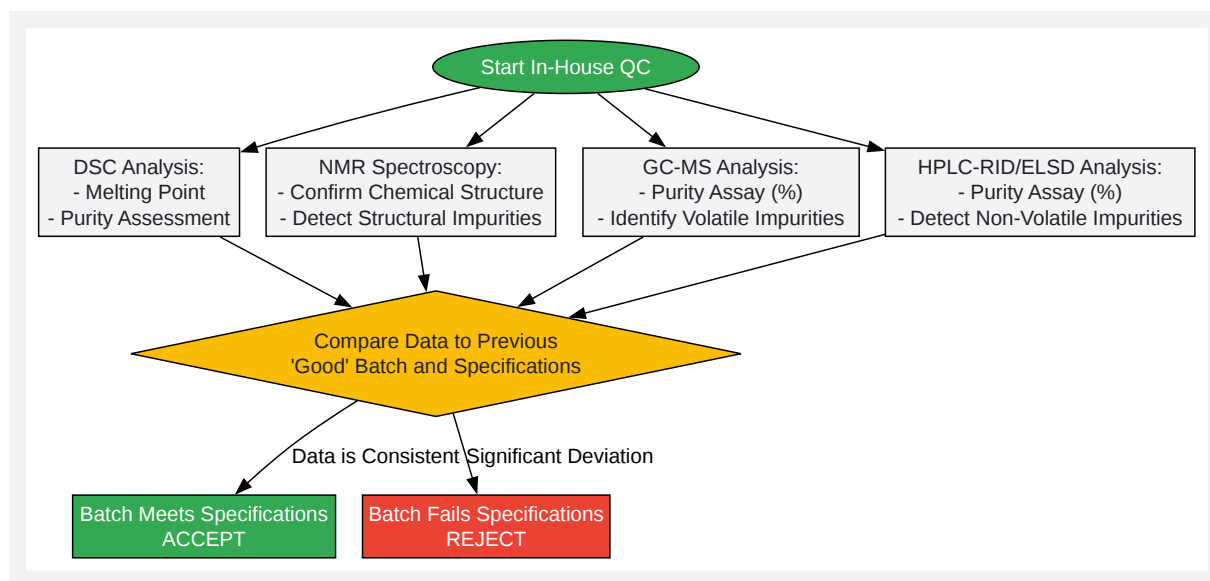 Start In-House QC
DSC Analysis:
- Melting Point
- Purity Assessment
NMR Spectroscopy:
- Confirm Chemical Structure
- Detect Structural Impurities
GC-MS Analysis:
- Purity Assay (%)
- Identify Volatile Impurities
HPLC-RID/ELSD Analysis:
- Purity Assay (%)
- Detect Non-Volatile Impurities
Compare Data to Previous
'Good' Batch and Specifications
Data is Consistent
Significant Deviation
Batch Meets Specifications
ACCEPT
Batch Fails Specifications
REJECT